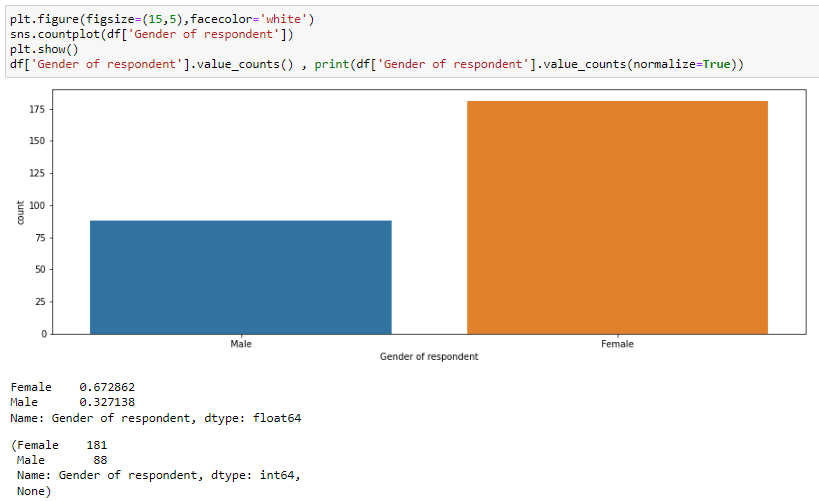 plt.figure(figsize=(15,5),facecolor='white')
sns.countplot(df['Gender of respondent'])
plt.show()
df['Gender of respondent'].value_counts() , print(df['Gender of respondent'].value_counts(normalize=True))
175
150
125
100
75
50
25
0
count
Male Female
Gender of respondent
Female 0.672862
Male 0.327138
Name: Gender of respondent, dtype: float64
(Female 181
Male 88
Name: Gender of respondent, dtype: int64,
None)